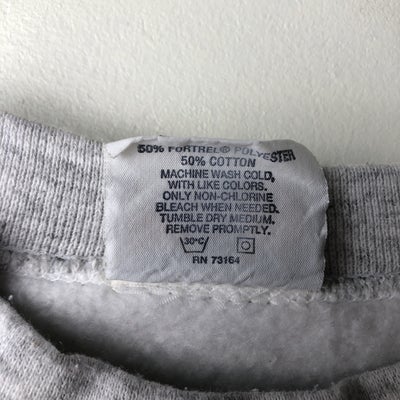 50% FORTREL® POLYESTER
50% COTTON
MACHINE WASH COLD,
WITH LIKE COLORS.
ONLY NON-CHLORINE
BLEACH WHEN NEEDED.
TUMBLE DRY MEDIUM.
REMOVE PROMPTLY.
30°C
RN 73164